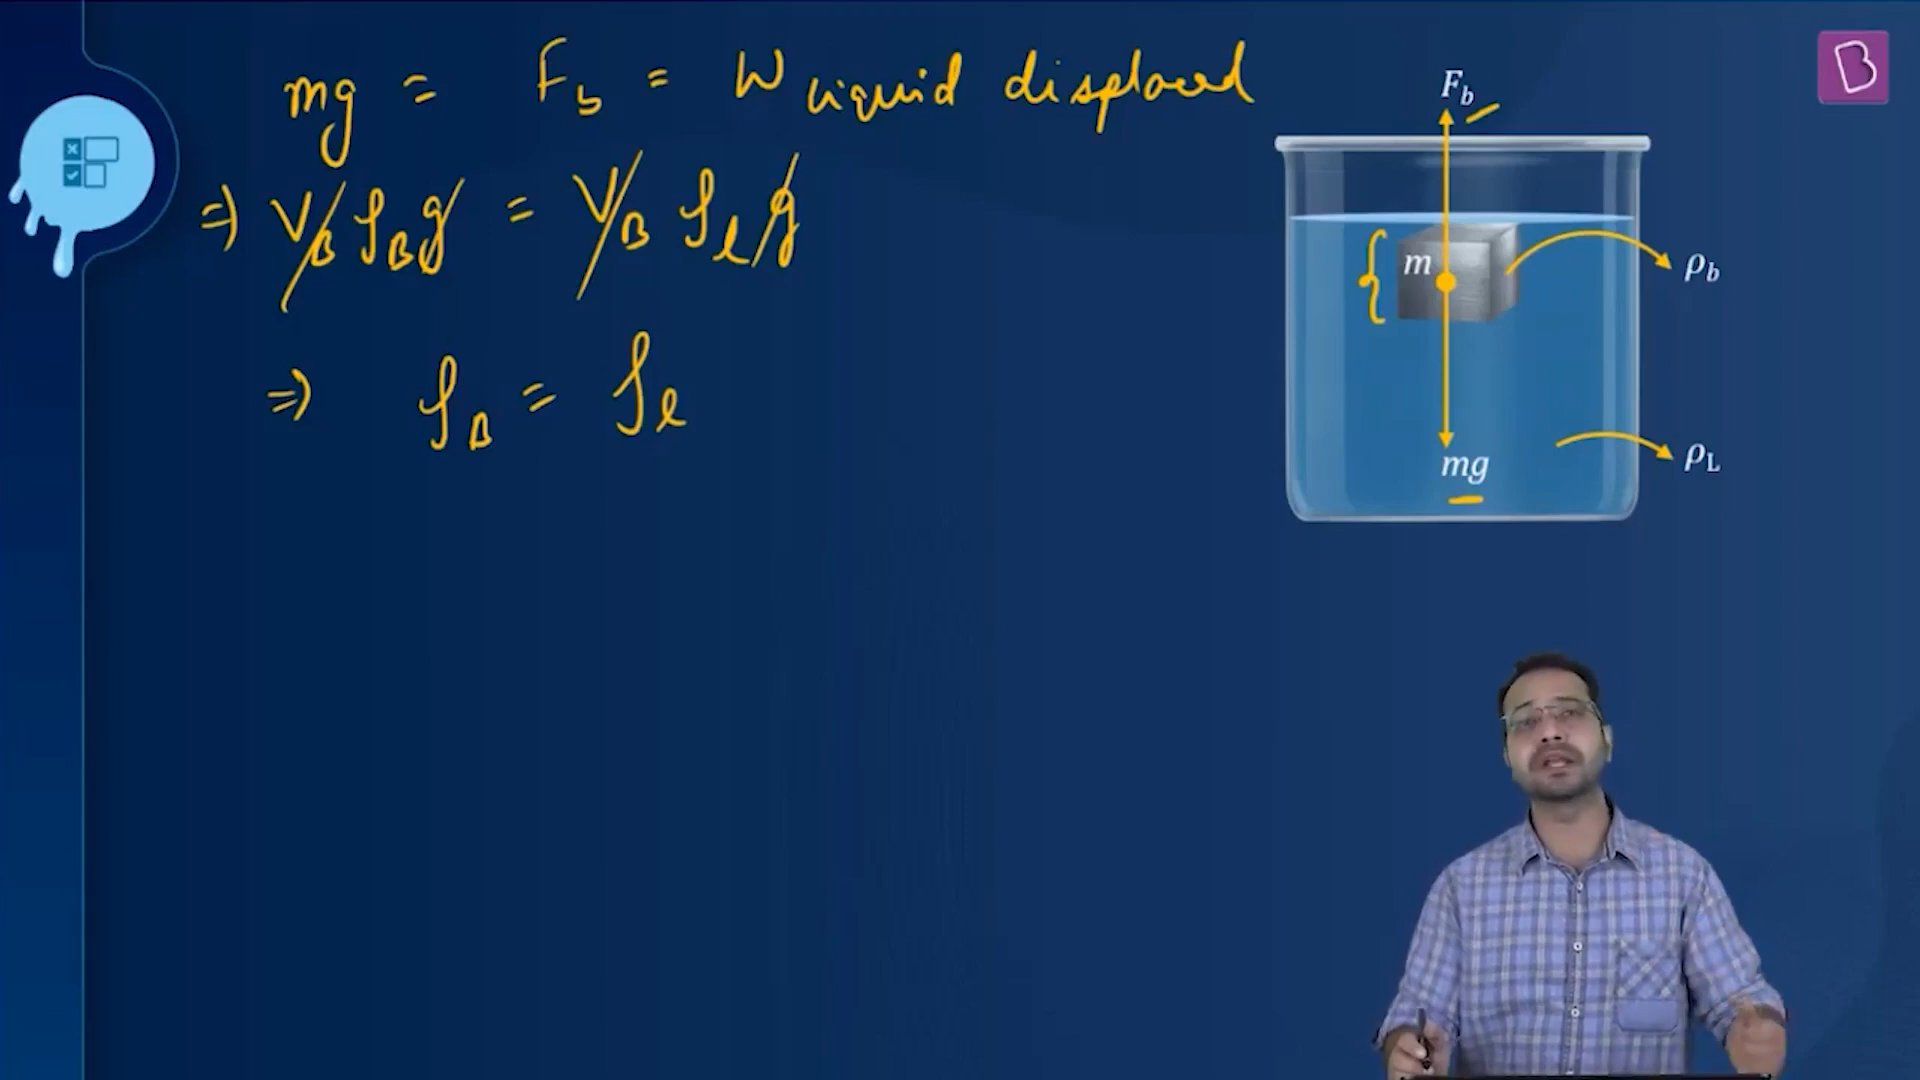 mg = F_b = W liquid displaced
⇒ V_B ρ_B g = V_B ρ_l g
⇒ ρ_B = ρ_l
F_b
m
ρ_b
mg
ρ_L
B